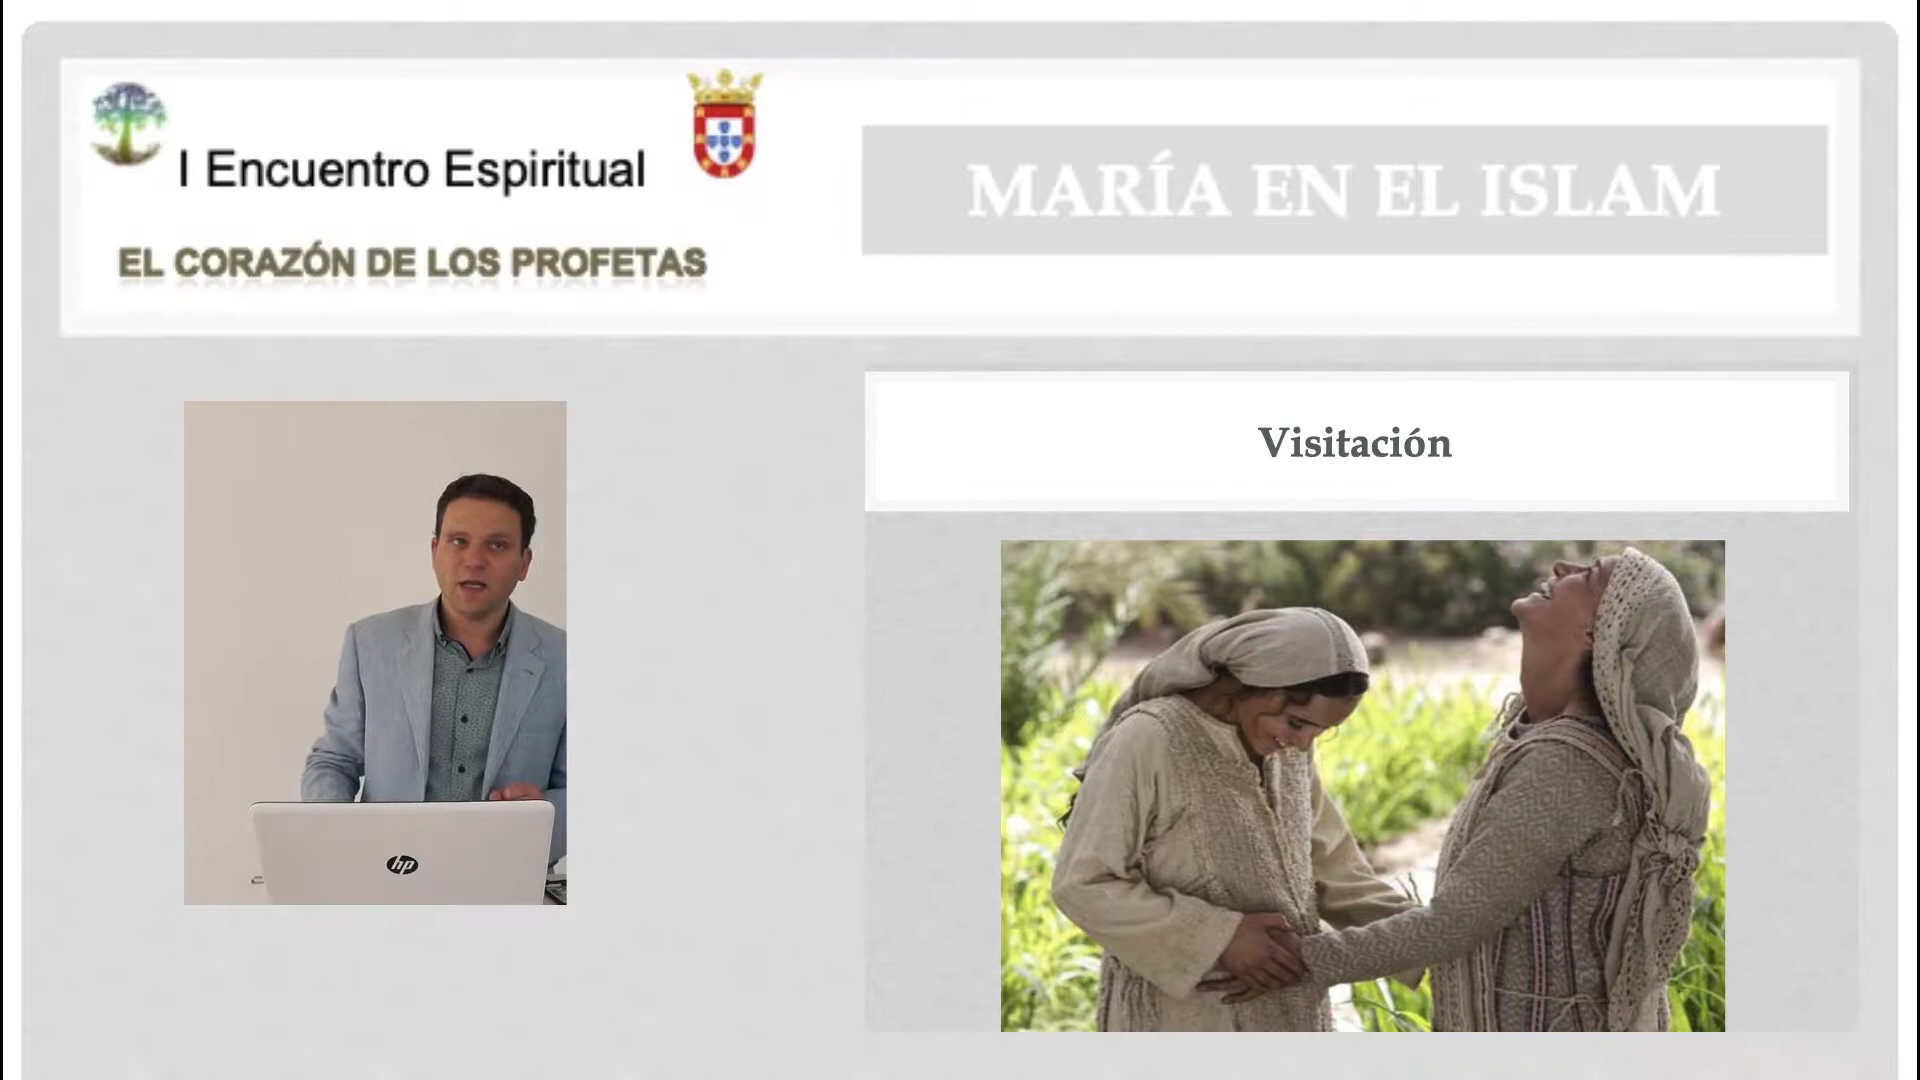 I Encuentro Espiritual
EL CORAZÓN DE LOS PROFETAS
MARÍA EN EL ISLAM
Visitación
hp